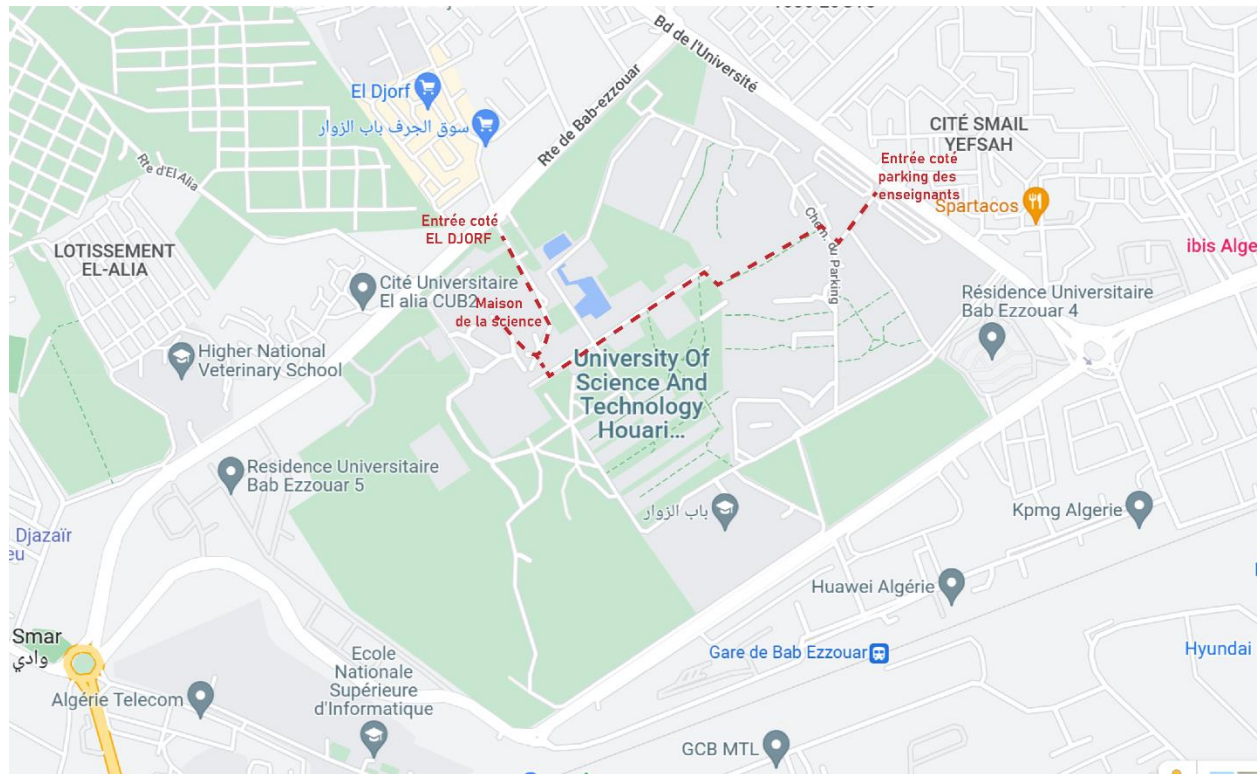 Bd de l'Université
El Djorf
سوق الجرف باب الزوار
Rte de Bab-ezzouar
CITÉ SMAIL
YEFSAH
Entrée coté
parking des
enseignants
Spartacos
Rte d'El Alia
Entrée coté
EL DJORF
Chem. du Parking
LOTISSEMENT
EL-ALIA
ibis Alge
Cité Universitaire
El alia CUB2
Maison
de la science
Résidence Universitaire
Bab Ezzouar 4
Higher National
Veterinary School
University Of
Science And
Technology
Houari...
Residence Universitaire
Bab Ezzouar 5
باب الزوار
Kpmg Algerie
Djazaïr
eu
Huawei Algérie
Smar
وادي
Gare de Bab Ezzouar
Hyundai
Ecole
Nationale
Supérieure
d'Informatique
Algérie Telecom
GCB MTL